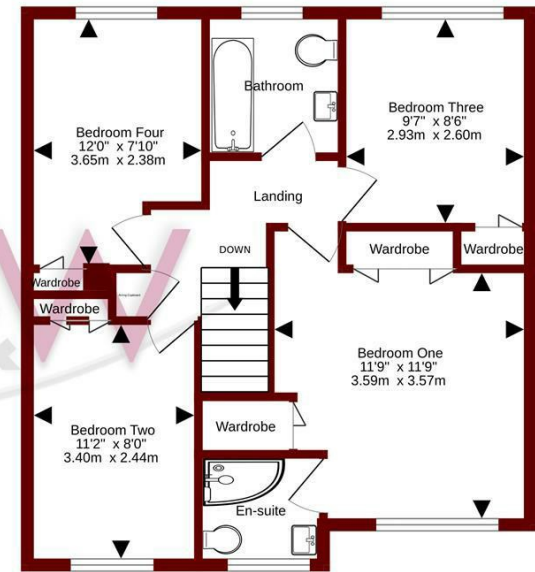 Bathroom
Bedroom Four
12'0" x 7'10"
3.65m x 2.38m
Bedroom Three
9'7" x 8'6"
2.93m x 2.60m
Landing
DOWN
Wardrobe
Wardrobe
Wardrobe
Wardrobe
Bedroom One
11'9" x 11'9"
3.59m x 3.57m
Bedroom Two
11'2" x 8'0"
3.40m x 2.44m
Wardrobe
En-suite
W